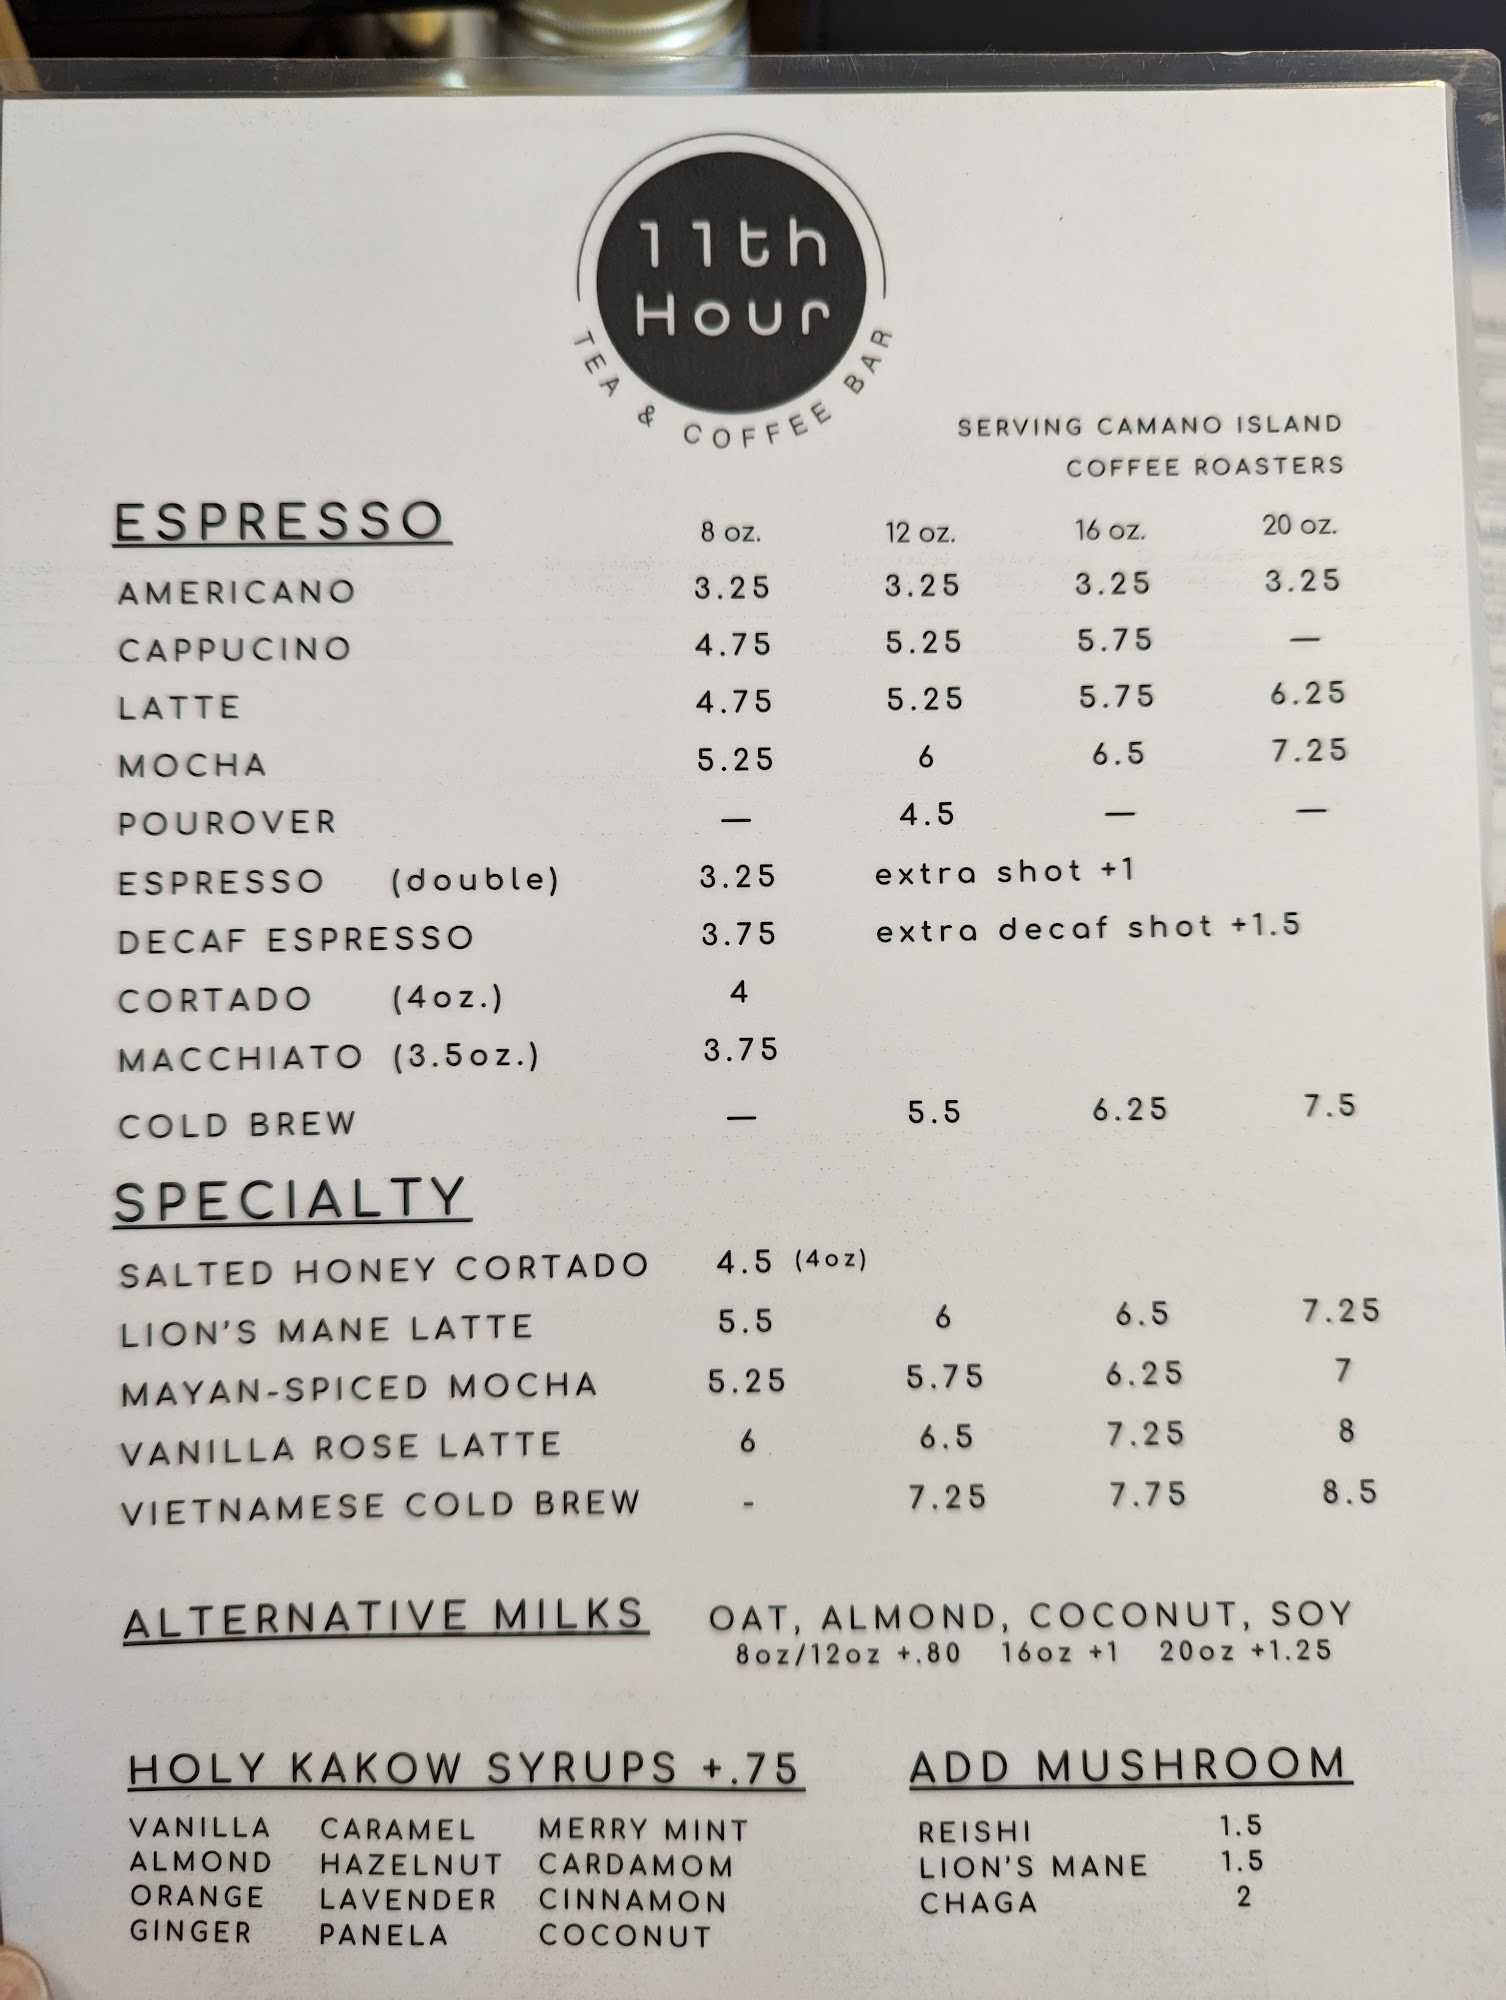 11th
Hour
TEA & COFFEE BAR
SERVING CAMANO ISLAND
COFFEE ROASTERS
ESPRESSO 8 oz. 12 oz. 16 oz. 20 oz.
AMERICANO 3.25 3.25 3.25 3.25
CAPPUCINO 4.75 5.25 5.75 —
LATTE 4.75 5.25 5.75 6.25
MOCHA 5.25 6 6.5 7.25
POUROVER — 4.5 — —
ESPRESSO (double) 3.25 extra shot +1
DECAF ESPRESSO 3.75 extra decaf shot +1.5
CORTADO (4oz.) 4
MACCHIATO (3.5oz.) 3.75
COLD BREW — 5.5 6.25 7.5
SPECIALTY
SALTED HONEY CORTADO 4.5 (4oz)
LION'S MANE LATTE 5.5 6 6.5 7.25
MAYAN-SPICED MOCHA 5.25 5.75 6.25 7
VANILLA ROSE LATTE 6 6.5 7.25 8
VIETNAMESE COLD BREW - 7.25 7.75 8.5
ALTERNATIVE MILKS OAT, ALMOND, COCONUT, SOY
8oz/12oz +.80 16oz +1 20oz +1.25
HOLY KAKOW SYRUPS +.75
VANILLA CARAMEL MERRY MINT
ALMOND HAZELNUT CARDAMOM
ORANGE LAVENDER CINNAMON
GINGER PANELA COCONUT
ADD MUSHROOM
REISHI 1.5
LION'S MANE 1.5
CHAGA 2